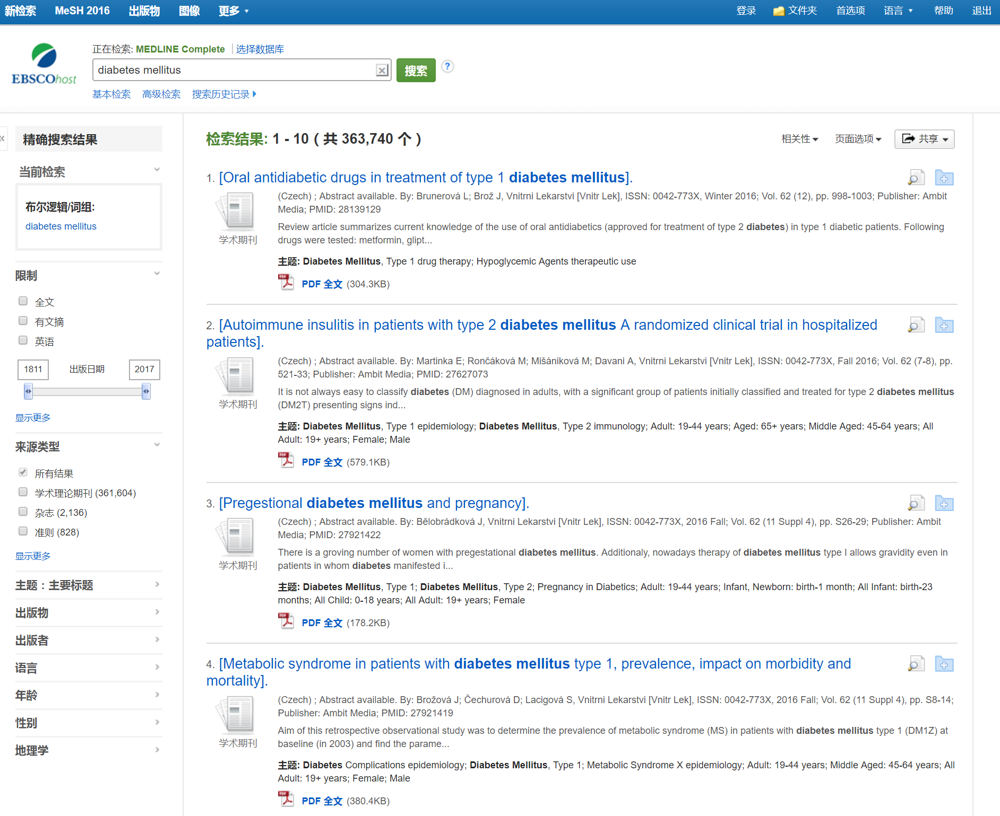 新检索 MeSH 2016 出版物 图像 更多 登录 文件夹 首选项 语言 帮助 退出
EBSCOhost
正在检索: MEDLINE Complete 选择数据库
diabetes mellitus
搜索
?
基本检索 高级检索 搜索历史记录
«
精确搜索结果
当前检索
布尔逻辑/词组:
diabetes mellitus
限制
全文
有文摘
英语
1811 出版日期 2017
显示更多
来源类型
所有结果
学术理论期刊 (361,604)
杂志 (2,136)
准则 (828)
显示更多
主题：主要标题
出版物
出版者
语言
年龄
性别
地理学
检索结果: 1 - 10 ( 共 363,740 个 )
相关性 页面选项 共享
1. [Oral antidiabetic drugs in treatment of type 1 diabetes mellitus].
学术期刊
(Czech) ; Abstract available. By: Brunerová L; Brož J, Vnitrni Lekarstvi [Vnitr Lek], ISSN: 0042-773X, Winter 2016; Vol. 62 (12), pp. 998-1003; Publisher: Ambit
Media; PMID: 28139129
Review article summarizes current knowledge of the use of oral antidiabetics (approved for treatment of type 2 diabetes) in type 1 diabetic patients. Following
drugs were tested: metformin, glipt...
主题: Diabetes Mellitus, Type 1 drug therapy; Hypoglycemic Agents therapeutic use
PDF 全文 (304.3KB)
2. [Autoimmune insulitis in patients with type 2 diabetes mellitus A randomized clinical trial in hospitalized
patients].
学术期刊
(Czech) ; Abstract available. By: Martinka E; Rončáková M; Mišániková M; Davani A, Vnitrni Lekarstvi [Vnitr Lek], ISSN: 0042-773X, Fall 2016; Vol. 62 (7-8), pp.
521-33; Publisher: Ambit Media; PMID: 27627073
It is not always easy to classify diabetes (DM) diagnosed in adults, with a significant group of patients initially classified and treated for type 2 diabetes mellitus
(DM2T) presenting signs ind...
主题: Diabetes Mellitus, Type 1 epidemiology; Diabetes Mellitus, Type 2 immunology; Adult: 19-44 years; Aged: 65+ years; Middle Aged: 45-64 years; All
Adult: 19+ years; Female; Male
PDF 全文 (579.1KB)
3. [Pregestional diabetes mellitus and pregnancy].
学术期刊
(Czech) ; Abstract available. By: Bělobrádková J, Vnitrni Lekarstvi [Vnitr Lek], ISSN: 0042-773X, 2016 Fall; Vol. 62 (11 Suppl 4), pp. S26-29; Publisher: Ambit
Media; PMID: 27921422
There is a groving number of women with pregestational diabetes mellitus. Additionaly, nowadays therapy of diabetes mellitus type I allows gravidity even in
patients in whom diabetes manifested i...
主题: Diabetes Mellitus, Type 1; Diabetes Mellitus, Type 2; Pregnancy in Diabetics; Adult: 19-44 years; Infant, Newborn: birth-1 month; All Infant: birth-23
months; All Child: 0-18 years; All Adult: 19+ years; Female
PDF 全文 (178.2KB)
4. [Metabolic syndrome in patients with diabetes mellitus type 1, prevalence, impact on morbidity and
mortality].
学术期刊
(Czech) ; Abstract available. By: Brožová J; Čechurová D; Lacigová S, Vnitrni Lekarstvi [Vnitr Lek], ISSN: 0042-773X, 2016 Fall; Vol. 62 (11 Suppl 4), pp. S8-14;
Publisher: Ambit Media; PMID: 27921419
Aim of this retrospective observational study was to determine the prevalence of metabolic syndrome (MS) in patients with diabetes mellitus type 1 (DM1Z) at
baseline (in 2003) and find the parame...
主题: Diabetes Complications epidemiology; Diabetes Mellitus, Type 1; Metabolic Syndrome X epidemiology; Adult: 19-44 years; Middle Aged: 45-64 years; All
Adult: 19+ years; Female; Male
PDF 全文 (380.4KB)